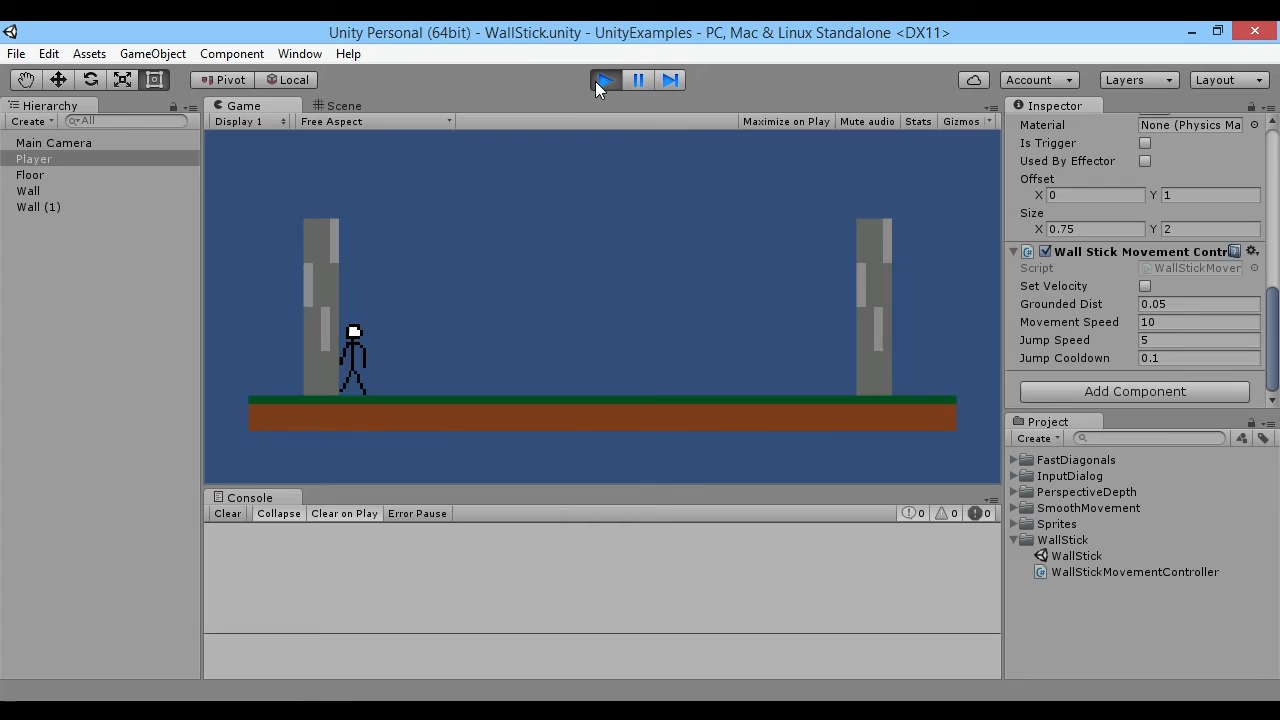 Unity Personal (64bit) - WallStick.unity - UnityExamples - PC, Mac & Linux Standalone <DX11>
File Edit Assets GameObject Component Window Help
Pivot Local Account Layers Layout
Hierarchy
Create All
Main Camera
Player
Floor
Wall
Wall (1)
Game Scene
Display 1 Free Aspect Maximize on Play Mute audio Stats Gizmos
Console
Clear Collapse Clear on Play Error Pause 0 0 0
Inspector
Material None (Physics Ma
Is Trigger
Used By Effector
Offset
X 0 Y 1
Size
X 0.75 Y 2
Wall Stick Movement Contr
Script WallStickMover
Set Velocity
Grounded Dist 0.05
Movement Speed 10
Jump Speed 5
Jump Cooldown 0.1
Add Component
Project
Create
FastDiagonals
InputDialog
PerspectiveDepth
SmoothMovement
Sprites
WallStick
WallStick
WallStickMovementController